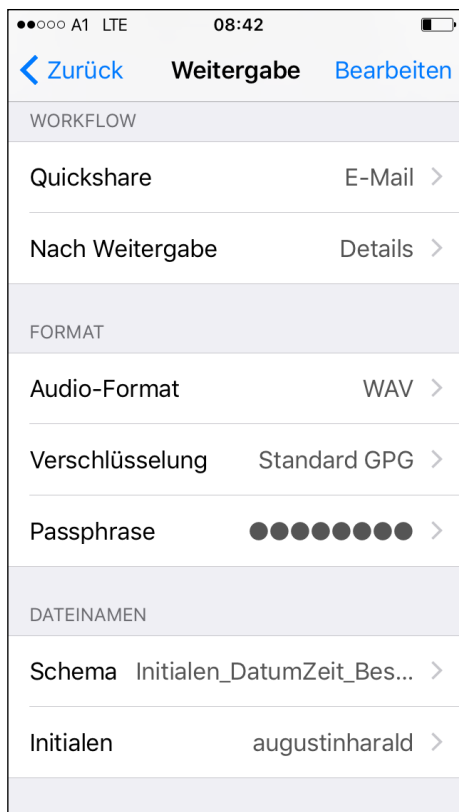 A1 LTE 08:42
Zurück Weitergabe Bearbeiten
WORKFLOW
Quickshare E-Mail
Nach Weitergabe Details
FORMAT
Audio-Format WAV
Verschlüsselung Standard GPG
Passphrase ●●●●●●●●
DATEINAMEN
Schema Initialen_DatumZeit_Bes...
Initialen augustinharald